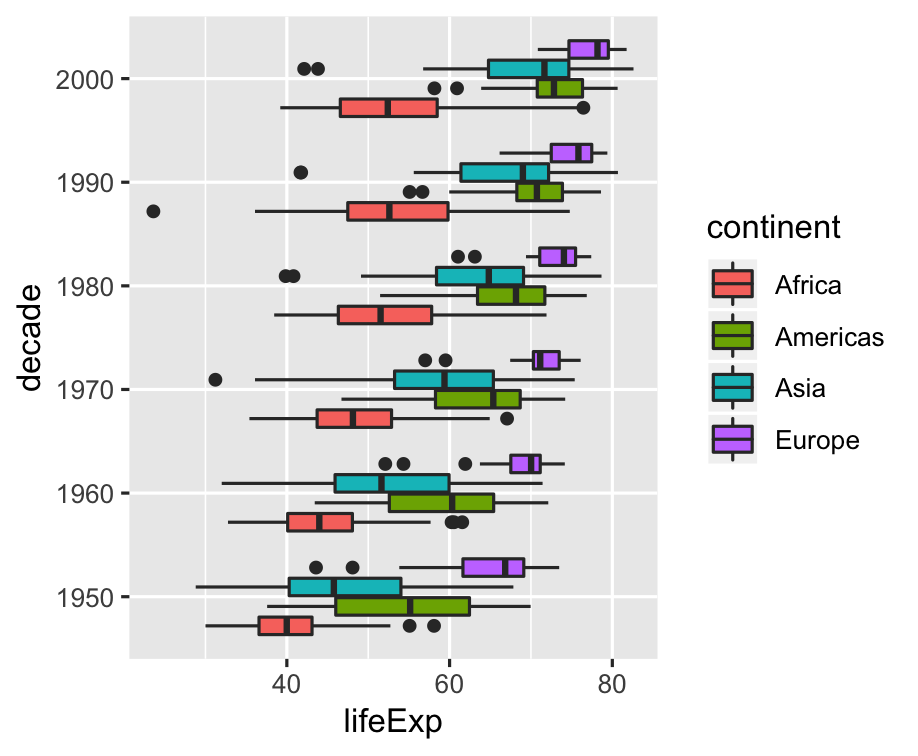 2000
1990
1980
1970
1960
1950
decade
40 60 80
lifeExp
continent
Africa
Americas
Asia
Europe